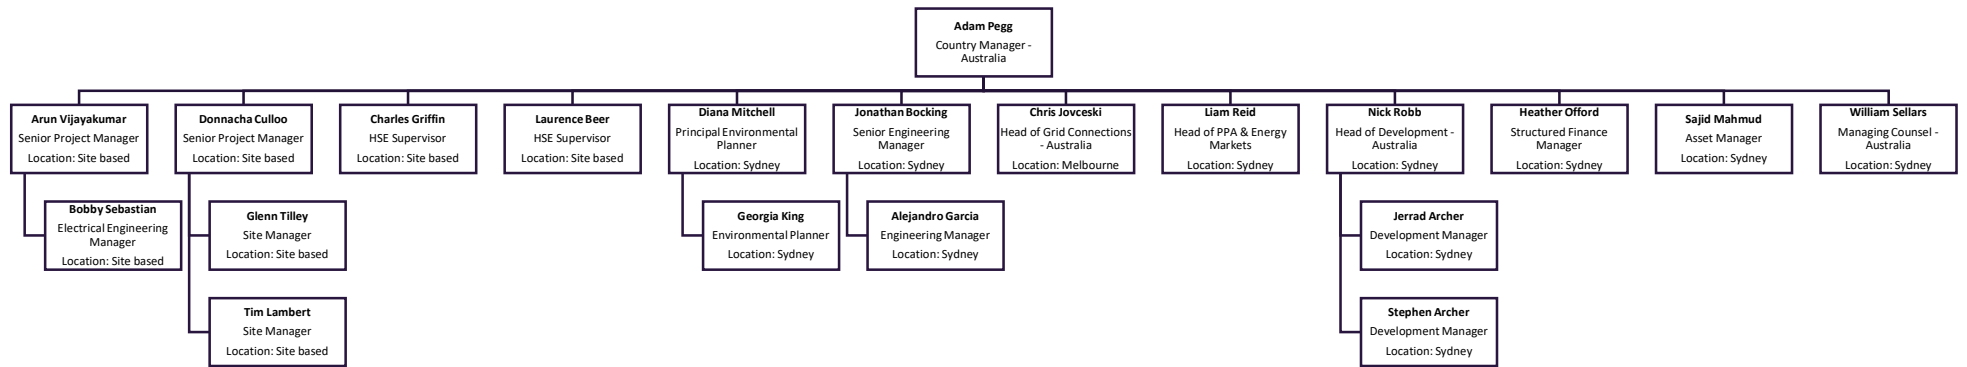 Adam Pegg
Country Manager -
Australia
Arun Vijayakumar
Senior Project Manager
Location: Site based
Donnacha Culloo
Senior Project Manager
Location: Site based
Charles Griffin
HSE Supervisor
Location: Site based
Laurence Beer
HSE Supervisor
Location: Site based
Diana Mitchell
Principal Environmental
Planner
Location: Sydney
Jonathan Bocking
Senior Engineering
Manager
Location: Sydney
Chris Jovceski
Head of Grid Connections
- Australia
Location: Melbourne
Liam Reid
Head of PPA & Energy
Markets
Location: Sydney
Nick Robb
Head of Development -
Australia
Location: Sydney
Heather Offord
Structured Finance
Manager
Location: Sydney
Sajid Mahmud
Asset Manager
Location: Sydney
William Sellars
Managing Counsel -
Australia
Location: Sydney
Bobby Sebastian
Electrical Engineering
Manager
Location: Site based
Glenn Tilley
Site Manager
Location: Site based
Georgia King
Environmental Planner
Location: Sydney
Alejandro Garcia
Engineering Manager
Location: Sydney
Jerrad Archer
Development Manager
Location: Sydney
Tim Lambert
Site Manager
Location: Site based
Stephen Archer
Development Manager
Location: Sydney